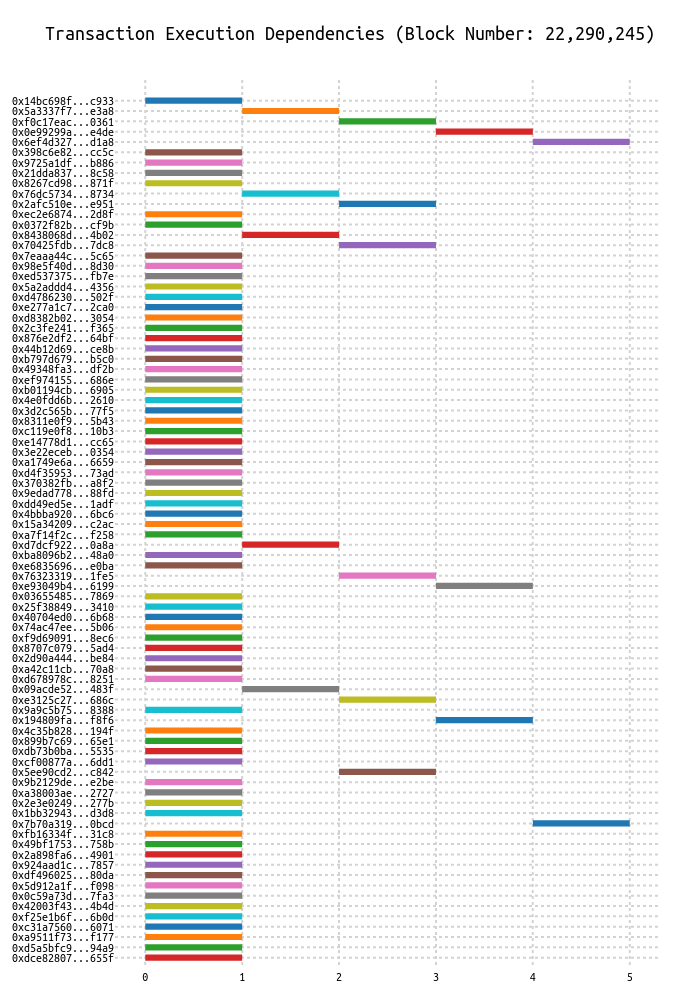 Transaction Execution Dependencies (Block Number: 22,290,245)
0x14bc698f...c933
0x5a3337f7...e3a8
0xf0c17eac...0361
0x0e99299a...e4de
0x6ef4d327...d1a8
0x398c6e82...cc5c
0x9725a1df...b886
0x21dda837...8c58
0x8267cd98...871f
0x76dc5734...8734
0x2afc510e...e951
0xec2e6874...2d8f
0x0372f82b...cf9b
0x8438068d...4b02
0x70425fdb...7dc8
0x7eaaa44c...5c65
0x98e5f40d...8d30
0xed537375...fb7e
0x5a2addd4...4356
0xd4786230...502f
0xe277a1c7...2ca0
0xd8382b02...3054
0x2c3fe241...f365
0x876e2df2...64bf
0x44b12d69...ce8b
0xb797d679...b5c0
0x49348fa3...df2b
0xef974155...686e
0xb01194cb...6905
0x4e0fdd6b...2610
0x3d2c565b...77f5
0x8311e0f9...5b43
0xc119e0f8...10b3
0xe14778d1...cc65
0x3e22eceb...0354
0xa1749e6a...6659
0xd4f35953...73ad
0x370382fb...a8f2
0x9edad778...88fd
0xdd49ed5e...1adf
0x4bbba920...6bc6
0x15a34209...c2ac
0xa7f14f2c...f258
0xd7dcf922...0a8a
0xba8096b2...48a0
0xe6835696...e0ba
0x76323319...1fe5
0xe93049b4...6199
0x03655485...7869
0x25f38849...3410
0x40704ed0...6b68
0x74ac47ee...5b06
0xf9d69091...8ec6
0x8707c079...5ad4
0x2d90a444...be84
0xa42c11cb...70a8
0xd678978c...8251
0x09acde52...483f
0xe3125c27...686c
0x9a9c5b75...8388
0x194809fa...f8f6
0x4c35b828...194f
0x899b7c69...65e1
0xdb73b0ba...5535
0xcf00877a...6dd1
0x5ee90cd2...c842
0x9b2129de...e2be
0xa38003ae...2727
0x2e3e0249...277b
0x1bb32943...d3d8
0x7b70a319...0bcd
0xfb16334f...31c8
0x49bf1753...758b
0x2a898fa6...4901
0x924aad1c...7857
0xdf496025...80da
0x5d912a1f...f098
0x0c59a73d...7fa3
0x42003f43...4b4d
0xf25e1b6f...6b0d
0xc31a7560...6071
0xa9511f73...f177
0xd5a5bfc9...94a9
0xdce82807...655f
0 1 2 3 4 5